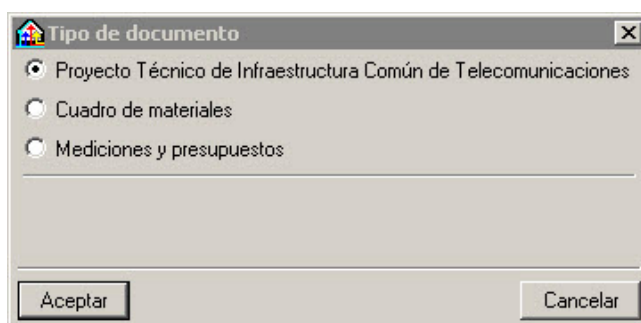 Tipo de documento
Proyecto Técnico de Infraestructura Común de Telecomunicaciones
Cuadro de materiales
Mediciones y presupuestos
Aceptar
Cancelar